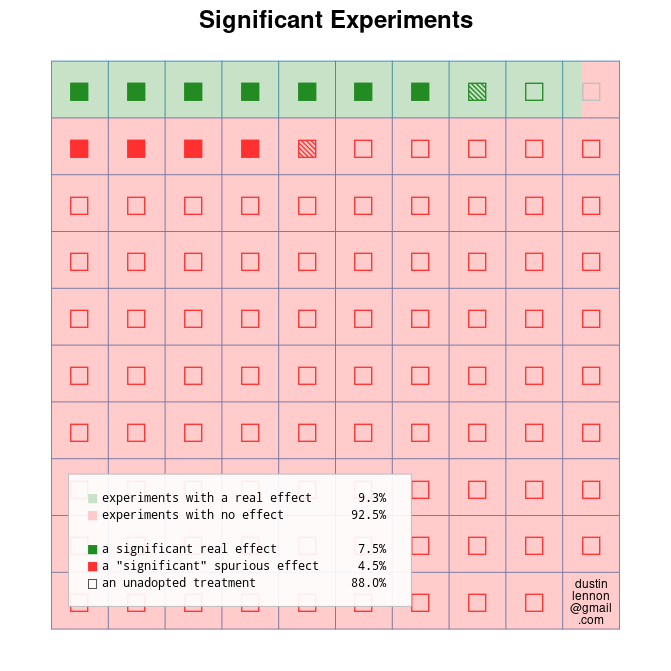 Significant Experiments
experiments with a real effect 9.3%
experiments with no effect 92.5%
a significant real effect 7.5%
a "significant" spurious effect 4.5%
an unadopted treatment 88.0%
dustin
lennon
@gmail
.com